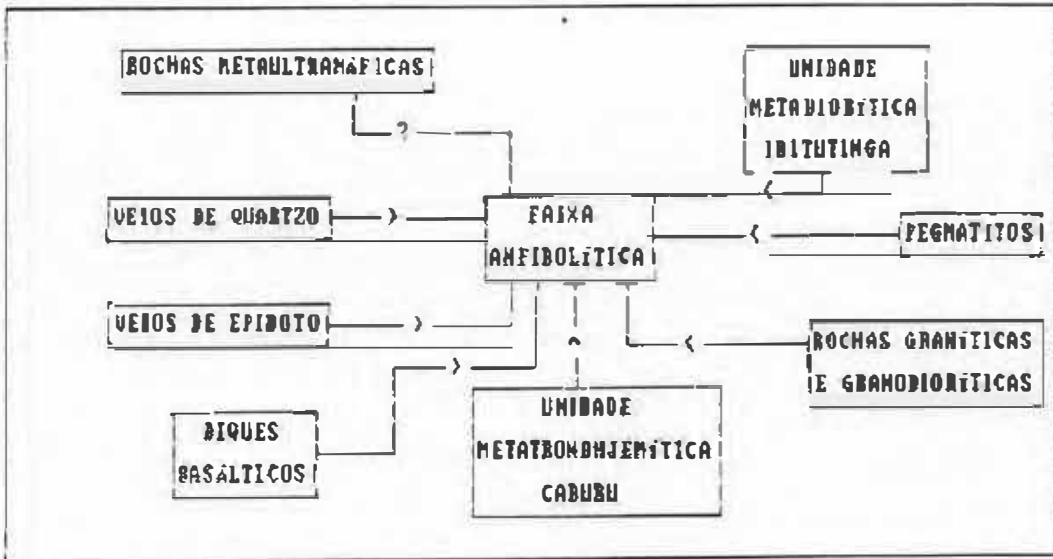 ROCHAS METAULTRAMáFICAS
UNIDADE
METADIORíTICA
IBITUTINGA
?
VEIOS DE QUARTZO
FAIXA
ANFIBOLíTICA
PEGMATITOS
VEIOS DE EPIDOTO
ROCHAS GRANíTICAS
E GRANODIORíTICAS
DIQUES
BASáLTICOS
UNIDADE
METATRONDHJEMíTICA
CABURU